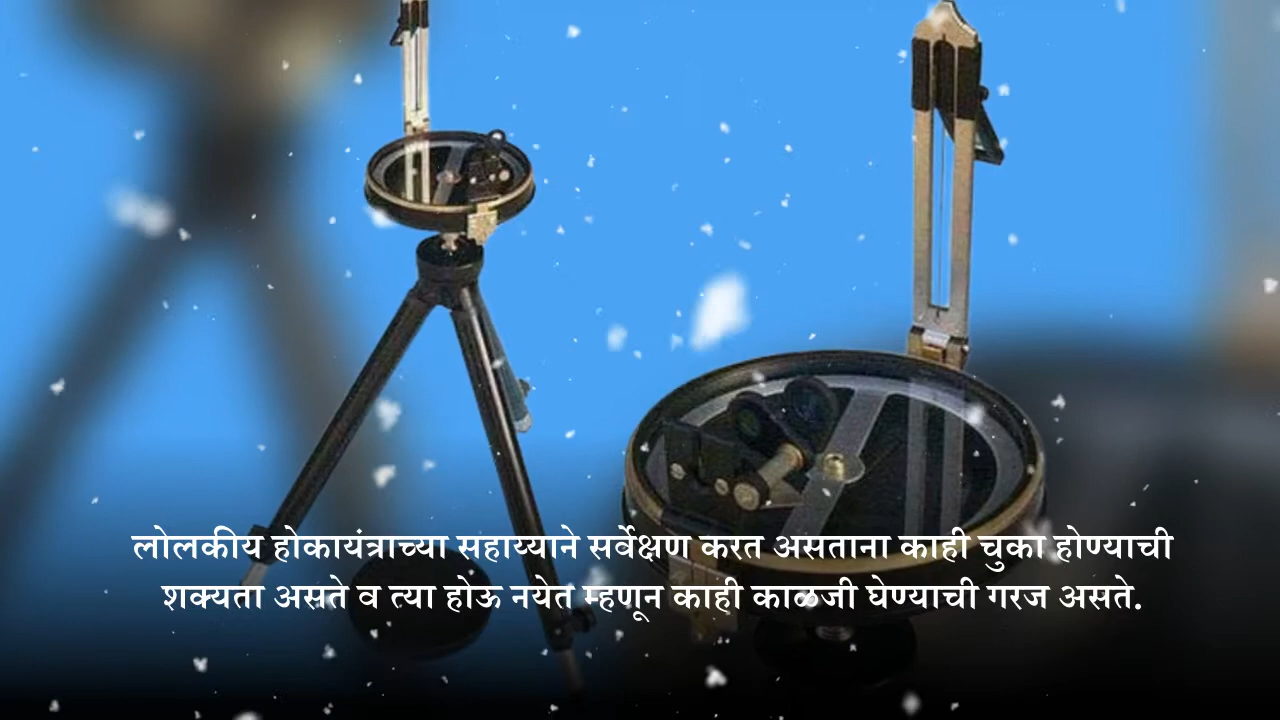 लोलकीय होकायंत्राच्या सहाय्याने सर्वेक्षण करत असताना काही चुका होण्याची
शक्यता असते व त्या होऊ नयेत म्हणून काही काळजी घेण्याची गरज असते.